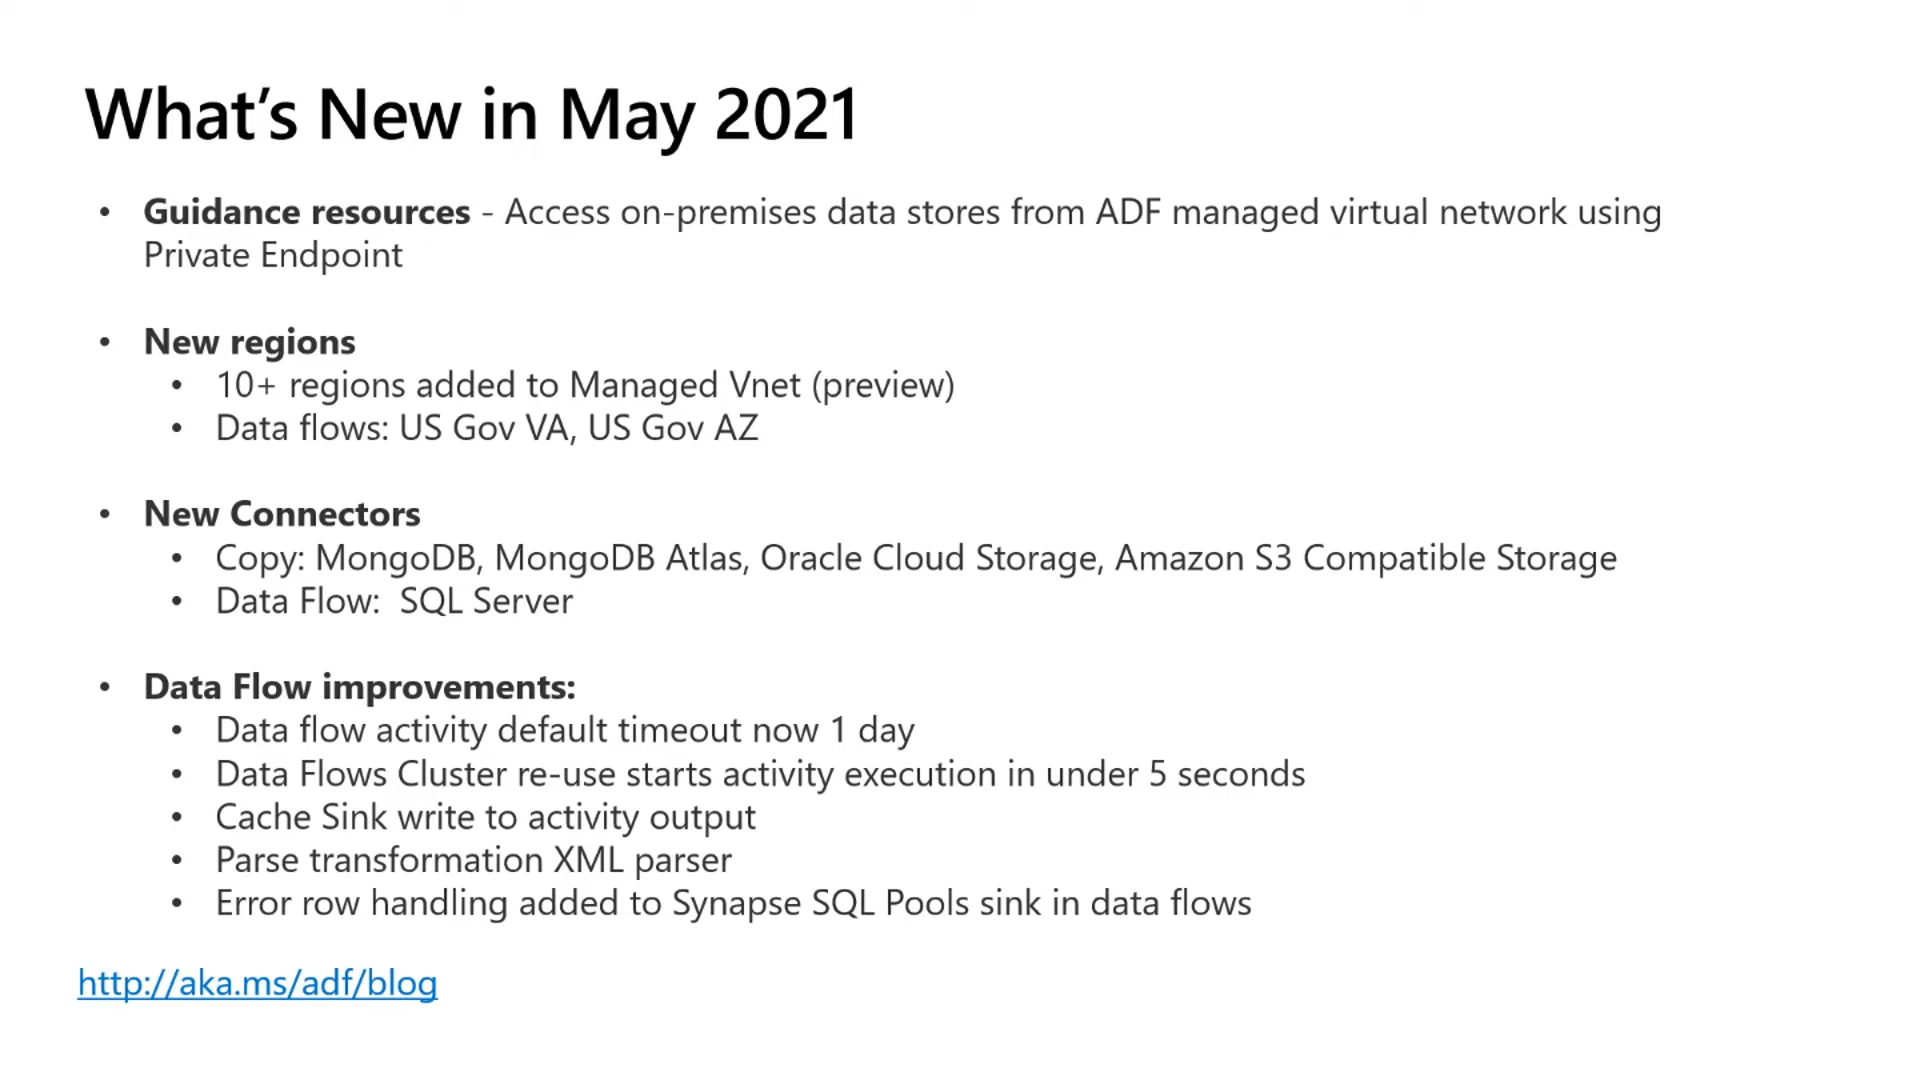 What's New in May 2021
• Guidance resources - Access on-premises data stores from ADF managed virtual network using
Private Endpoint
• New regions
• 10+ regions added to Managed Vnet (preview)
• Data flows: US Gov VA, US Gov AZ
• New Connectors
• Copy: MongoDB, MongoDB Atlas, Oracle Cloud Storage, Amazon S3 Compatible Storage
• Data Flow:  SQL Server
• Data Flow improvements:
• Data flow activity default timeout now 1 day
• Data Flows Cluster re-use starts activity execution in under 5 seconds
• Cache Sink write to activity output
• Parse transformation XML parser
• Error row handling added to Synapse SQL Pools sink in data flows
http://aka.ms/adf/blog